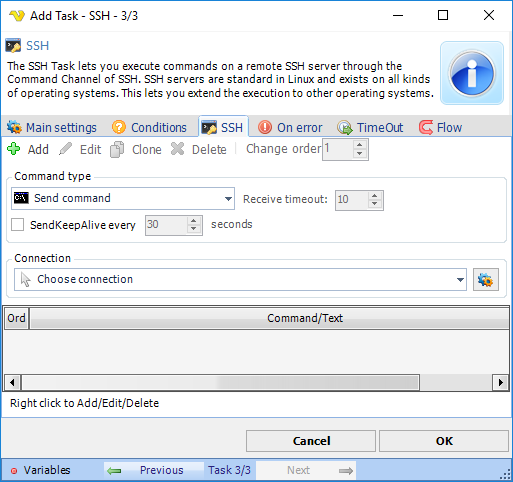 Add Task - SSH - 3/3
SSH
The SSH Task lets you execute commands on a remote SSH server through the
Command Channel of SSH. SSH servers are standard in Linux and exists on all kinds
of operating systems. This lets you extend the execution to other operating systems.
Main settings Conditions SSH On error TimeOut Flow
Add Edit Clone Delete Change order 1
Command type
C:\ Send command Receive timeout: 10
SendKeepAlive every 30 seconds
Connection
Choose connection
Ord Command/Text
Right click to Add/Edit/Delete
Cancel OK
Variables Previous Task 3/3 Next